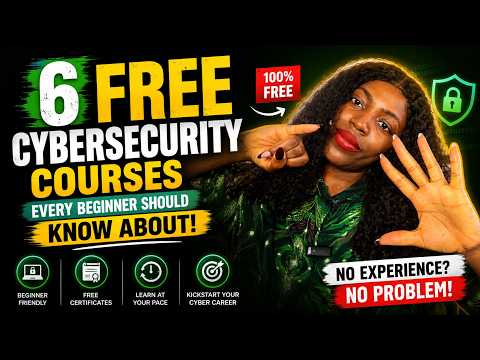 6 FREE
CYBERSECURITY
COURSES
EVERY BEGINNER SHOULD
KNOW ABOUT!
100%
FREE
BEGINNER
FRIENDLY
FREE
CERTIFICATES
LEARN AT
YOUR PACE
KICKSTART YOUR
CYBER CAREER
NO EXPERIENCE?
NO PROBLEM!